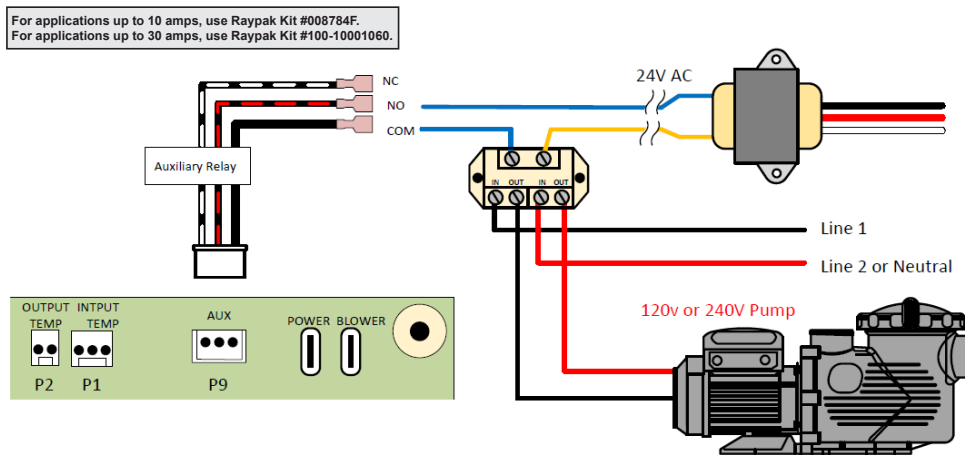 For applications up to 10 amps, use Raypak Kit #008784F.
For applications up to 30 amps, use Raypak Kit #100-10001060.
24V AC
NC
NO
COM
Auxiliary Relay
IN OUT IN OUT
Line 1
Line 2 or Neutral
120v or 240V Pump
OUTPUT TEMP
INTPUT TEMP
AUX
POWER
BLOWER
P2
P1
P9